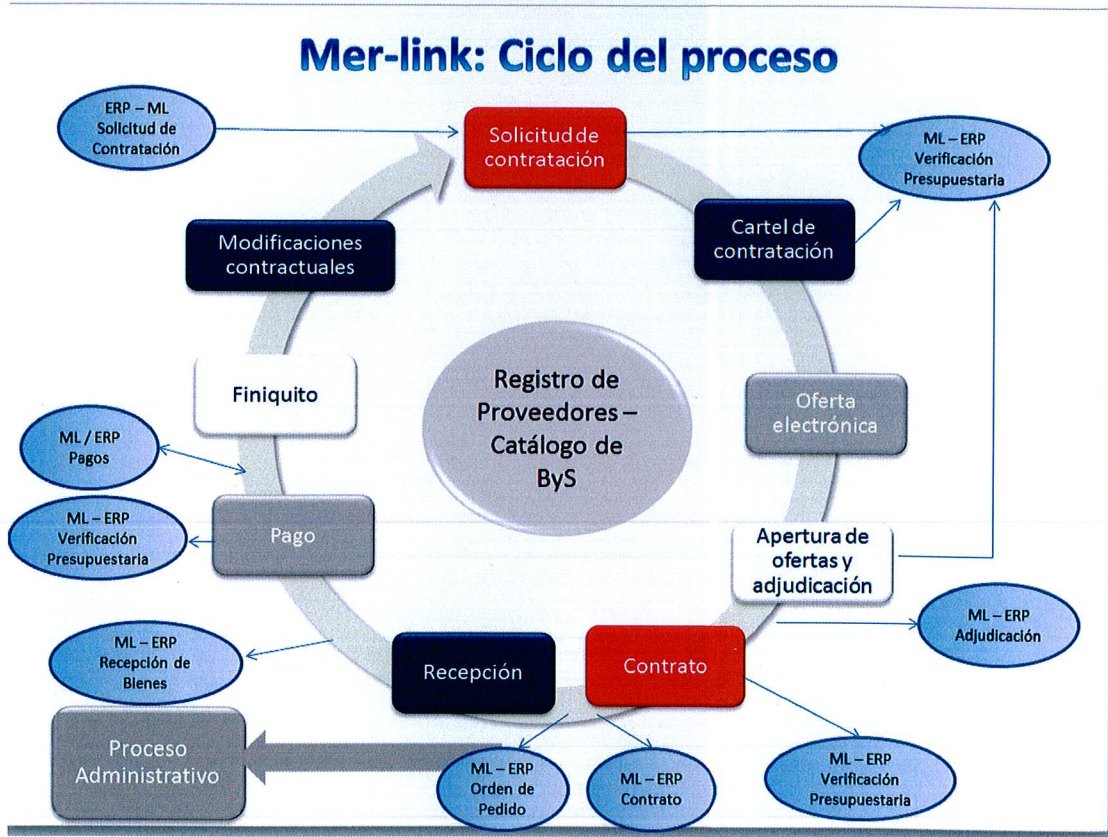 Mer-link: Ciclo del proceso
ERP – ML
Solicitud de
Contratación
Solicitud de
contratación
ML – ERP
Verificación
Presupuestaria
Modificaciones
contractuales
Cartel de
contratación
Finiquito
Registro de
Proveedores –
Catálogo de
ByS
Oferta
electrónica
ML / ERP
Pagos
ML – ERP
Verificación
Presupuestaria
Pago
Apertura de
ofertas y
adjudicación
ML – ERP
Adjudicación
ML – ERP
Recepción de
Bienes
Recepción
Contrato
Proceso
Administrativo
ML – ERP
Orden de
Pedido
ML – ERP
Contrato
ML – ERP
Verificación
Presupuestaria